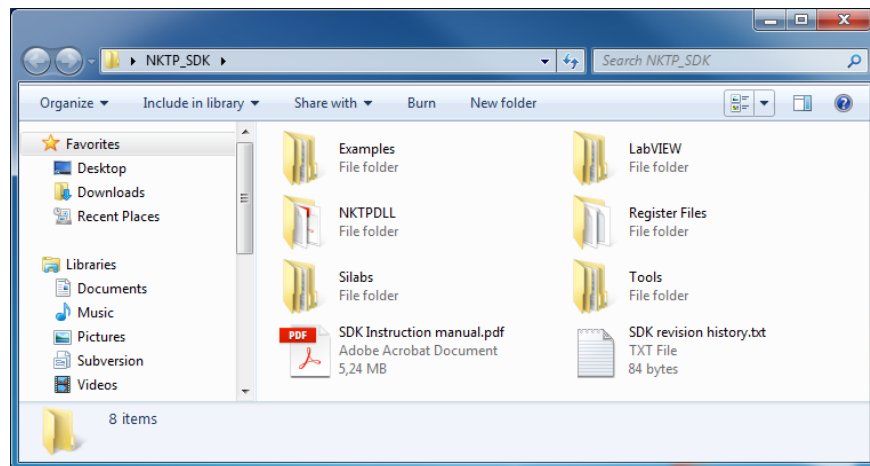 NKTP_SDK
Search NKTP_SDK
Organize Include in library Share with Burn New folder
Favorites
Desktop
Downloads
Recent Places
Libraries
Documents
Music
Pictures
Subversion
Videos
Examples
File folder
LabVIEW
File folder
NKTPDLL
File folder
Register Files
File folder
Silabs
File folder
Tools
File folder
PDF
SDK Instruction manual.pdf
Adobe Acrobat Document
5,24 MB
SDK revision history.txt
TXT File
84 bytes
8 items